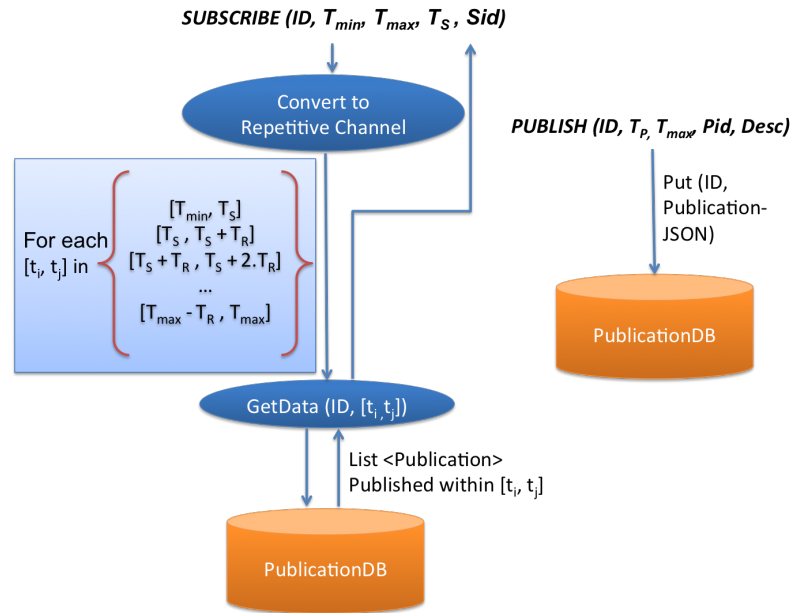 SUBSCRIBE (ID, Tmin, Tmax, TS , Sid)
Convert to
Repetitive Channel
PUBLISH (ID, TP, Tmax, Pid, Desc)
Put (ID,
Publication-
JSON)
PublicationDB
For each
[ti, tj] in
[Tmin, TS]
[TS , TS + TR]
[TS + TR , TS + 2.TR]
...
[Tmax - TR , Tmax]
GetData (ID, [ti ,tj])
List <Publication>
Published within [ti, tj]
PublicationDB